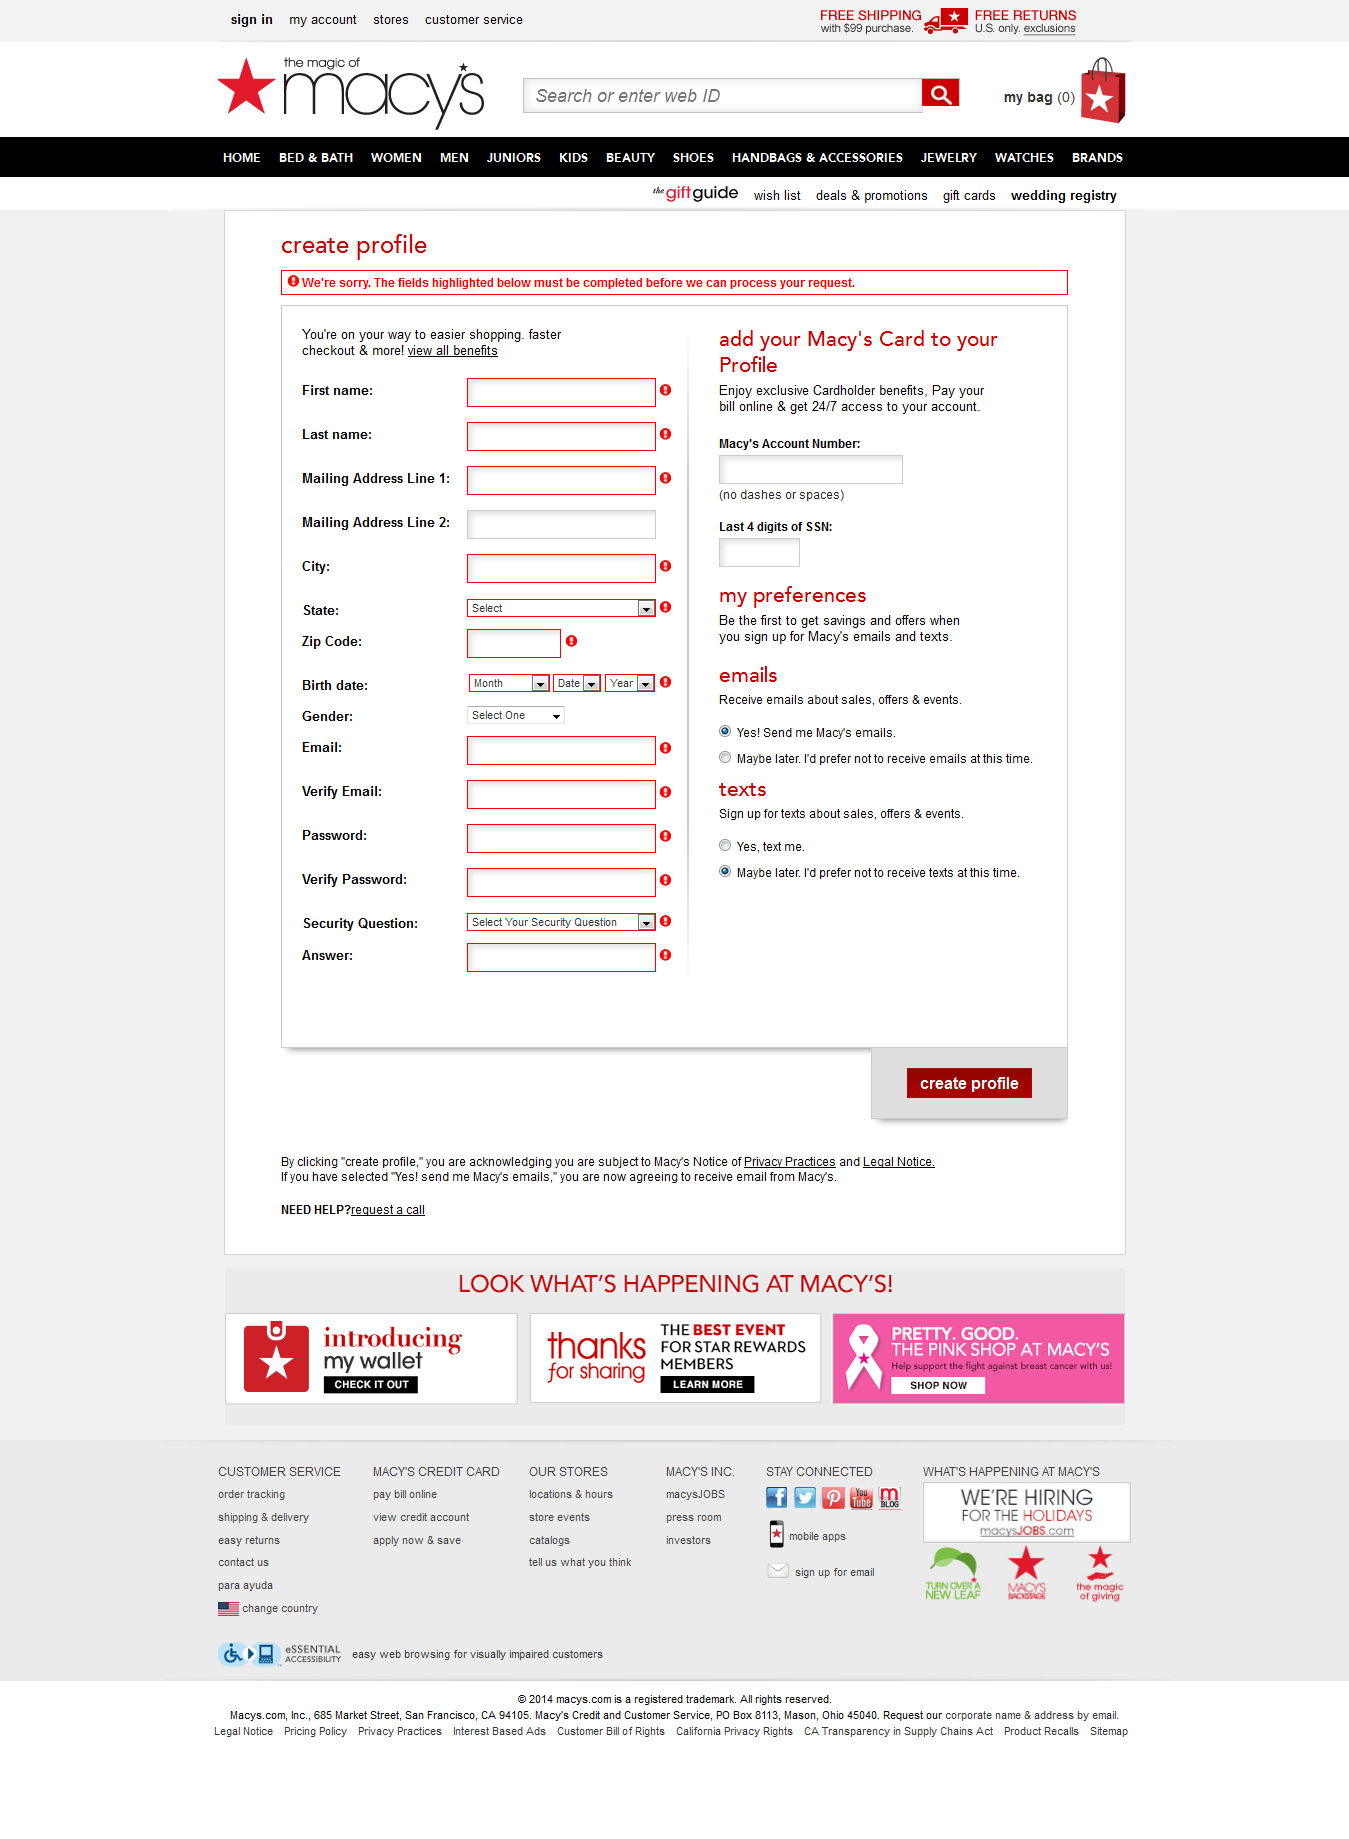 sign in my account stores customer service
FREE SHIPPING
with $99 purchase.
FREE RETURNS
U.S. only. exclusions
the magic of
macy's
Search or enter web ID
my bag (0)
HOME BED & BATH WOMEN MEN JUNIORS KIDS BEAUTY SHOES HANDBAGS & ACCESSORIES JEWELRY WATCHES BRANDS
the giftguide wish list deals & promotions gift cards wedding registry
create profile
We're sorry. The fields highlighted below must be completed before we can process your request.
You're on your way to easier shopping. faster
checkout & more! view all benefits
First name:
Last name:
Mailing Address Line 1:
Mailing Address Line 2:
City:
State: Select
Zip Code:
Birth date: Month Date Year
Gender: Select One
Email:
Verify Email:
Password:
Verify Password:
Security Question: Select Your Security Question
Answer:
add your Macy's Card to your
Profile
Enjoy exclusive Cardholder benefits, Pay your
bill online & get 24/7 access to your account.
Macy's Account Number:
(no dashes or spaces)
Last 4 digits of SSN:
my preferences
Be the first to get savings and offers when
you sign up for Macy's emails and texts.
emails
Receive emails about sales, offers & events.
Yes! Send me Macy's emails.
Maybe later. I'd prefer not to receive emails at this time.
texts
Sign up for texts about sales, offers & events.
Yes, text me.
Maybe later. I'd prefer not to receive texts at this time.
create profile
By clicking "create profile," you are acknowledging you are subject to Macy's Notice of Privacy Practices and Legal Notice.
If you have selected "Yes! send me Macy's emails," you are now agreeing to receive email from Macy's.
NEED HELP?request a call
LOOK WHAT'S HAPPENING AT MACY'S!
introducing
my wallet
CHECK IT OUT
thanks
for sharing
THE BEST EVENT
FOR STAR REWARDS
MEMBERS
LEARN MORE
PRETTY. GOOD.
THE PINK SHOP AT MACY'S
Help support the fight against breast cancer with us!
SHOP NOW
CUSTOMER SERVICE
order tracking
shipping & delivery
easy returns
contact us
para ayuda
change country
MACY'S CREDIT CARD
pay bill online
view credit account
apply now & save
OUR STORES
locations & hours
store events
catalogs
tell us what you think
MACY'S INC.
macysJOBS
press room
investors
STAY CONNECTED
You Tube
m BLOG
mobile apps
sign up for email
WHAT'S HAPPENING AT MACY'S
WE'RE HIRING
FOR THE HOLIDAYS
macysJOBS.com
TURN OVER A
NEW LEAF
MACYS
BACKSTAGE
the magic
of giving
eSSENTIAL
ACCESSIBILITY
easy web browsing for visually impaired customers
© 2014 macys.com is a registered trademark. All rights reserved.
Macys.com, Inc., 685 Market Street, San Francisco, CA 94105. Macy's Credit and Customer Service, PO Box 8113, Mason, Ohio 45040. Request our corporate name & address by email.
Legal Notice Pricing Policy Privacy Practices Interest Based Ads Customer Bill of Rights California Privacy Rights CA Transparency in Supply Chains Act Product Recalls Sitemap